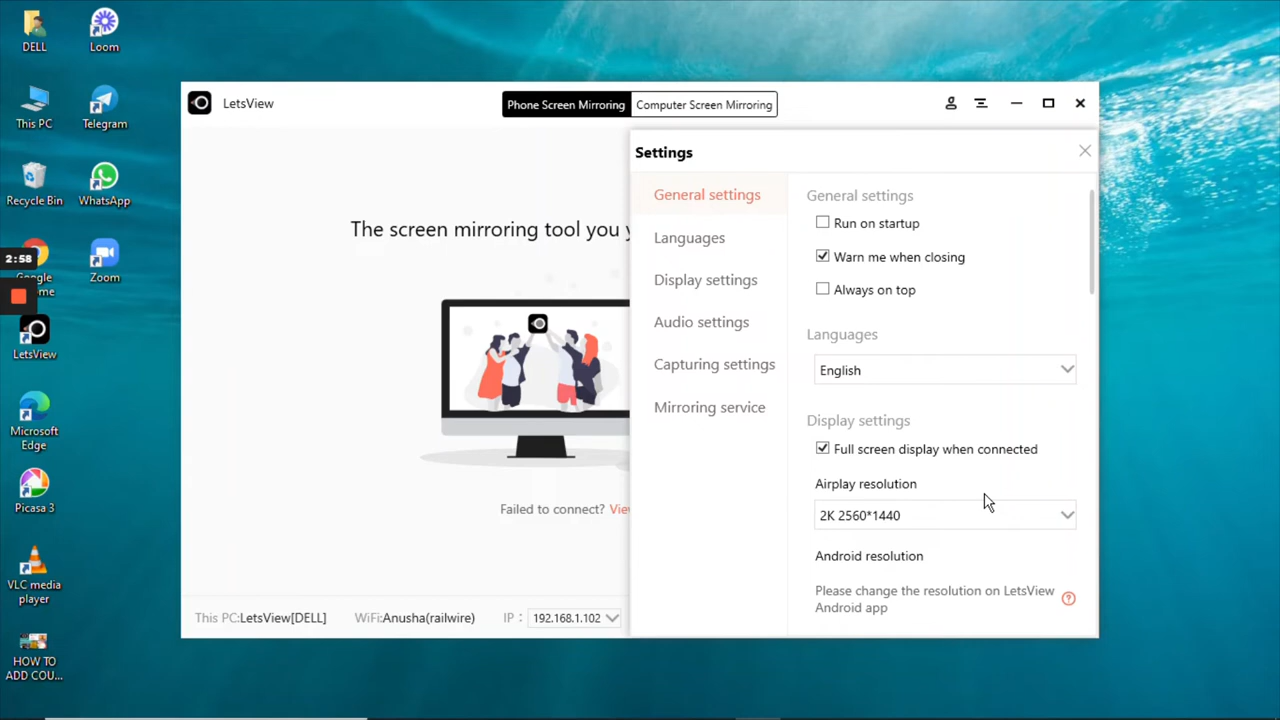 DELL
Loom
This PC
Telegram
Recycle Bin
WhatsApp
2:58
Google
me
Zoom
LetsView
Microsoft
Edge
Picasa 3
VLC media
player
HOW TO
ADD COU...
LetsView
Phone Screen Mirroring
Computer Screen Mirroring
The screen mirroring tool you
Failed to connect?
This PC:LetsView[DELL]
WiFi:Anusha(railwire)
IP :
192.168.1.102
Settings
General settings
Languages
Display settings
Audio settings
Capturing settings
Mirroring service
General settings
Run on startup
Warn me when closing
Always on top
Languages
English
Display settings
Full screen display when connected
Airplay resolution
2K 2560*1440
Android resolution
Please change the resolution on LetsView
Android app
?